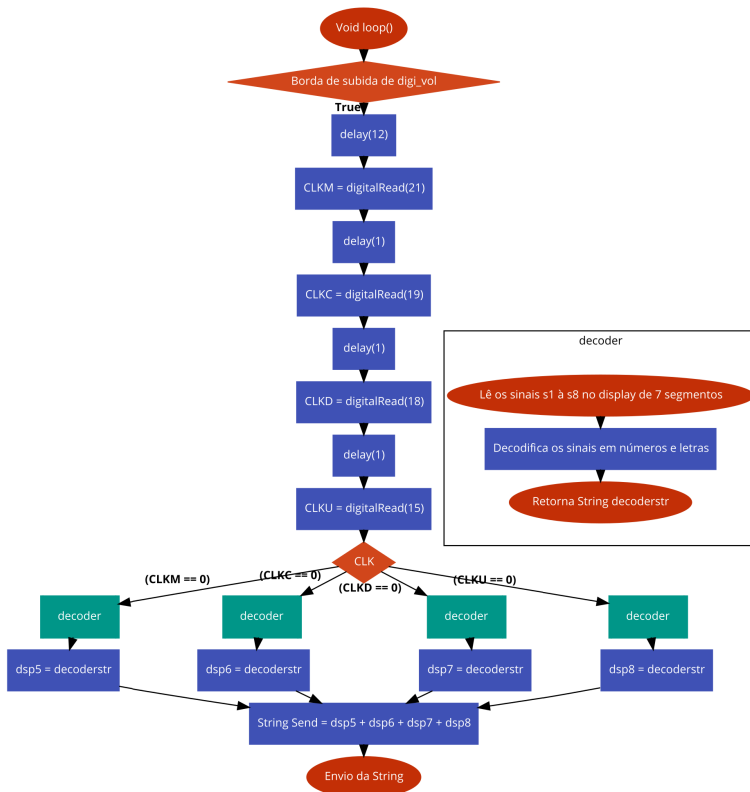 Void loop()
Borda de subida de digi_vol
True
delay(12)
CLKM = digitalRead(21)
delay(1)
CLKC = digitalRead(19)
delay(1)
CLKD = digitalRead(18)
delay(1)
CLKU = digitalRead(15)
CLK
(CLKM == 0)
(CLKC == 0)
(CLKD == 0)
(CLKU == 0)
decoder
decoder
decoder
decoder
dsp5 = decoderstr
dsp6 = decoderstr
dsp7 = decoderstr
dsp8 = decoderstr
String Send = dsp5 + dsp6 + dsp7 + dsp8
Envio da String
decoder
Lê os sinais s1 à s8 no display de 7 segmentos
Decodifica os sinais em números e letras
Retorna String decoderstr